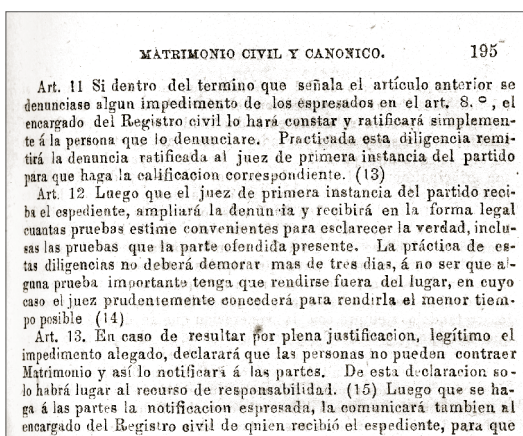 MATRIMONIO CIVIL Y CANONICO. 195
Art. 11 Si dentro del termino que señala el artículo anterior se
denunciase algun impedimento de los espresados en el art. 8.º, el
encargado del Registro civil lo hará constar y ratificará simplemen-
te á la persona que lo denunciare. Practicada esta diligencia remi-
tirá la denuncia ratificada al juez de primera instancia del partido
para que haga la calificacion correspondiente. (13)
Art. 12 Luego que el juez de primera instancia del partido reci-
ba el espediente, ampliará la denuncia y recibirá en la forma legal
cuantas pruebas estime convenientes para esclarecer la verdad, inclu-
sas las pruebas que la parte ofendida presente. La práctica de es-
tas diligencias no deberá demorar mas de tres dias, á no ser que al-
guna prueba importante tenga que rendirse fuera del lugar, en cuyo
caso el juez prudentemente concederá para rendirla el menor tiem-
po posible (14)
Art. 13. En caso de resultar por plena justificacion, legítimo el
impedimento alegado, declarará que las personas no pueden contraer
Matrimonio y así lo notificará á las partes. De esta declaracion so-
lo habrá lugar al recurso de responsabilidad. (15) Luego que se ha-
ga á las partes la notificacion espresada, la comunicará tambien al
encargado del Registro civil de quien recibió el espediente, para que